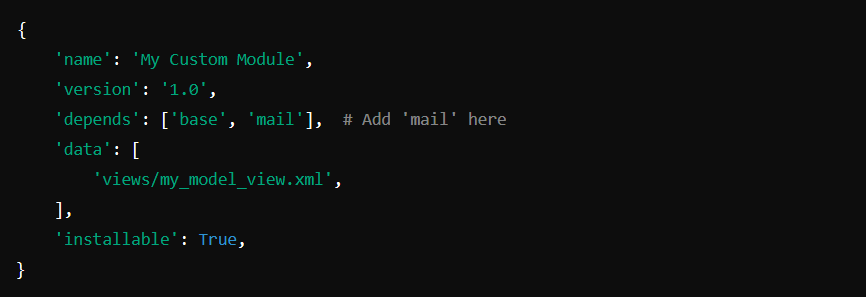 {
    'name': 'My Custom Module',
    'version': '1.0',
    'depends': ['base', 'mail'],  # Add 'mail' here
    'data': [
        'views/my_model_view.xml',
    ],
    'installable': True,
}